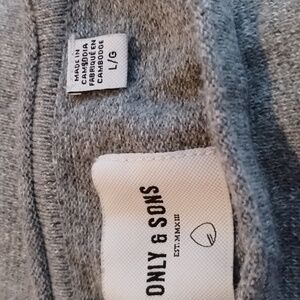 MADE IN
CAMBODIA
FABRIQUÉ EN
CAMBODGE
L/G
ONLY & SONS
EST. MMXIII